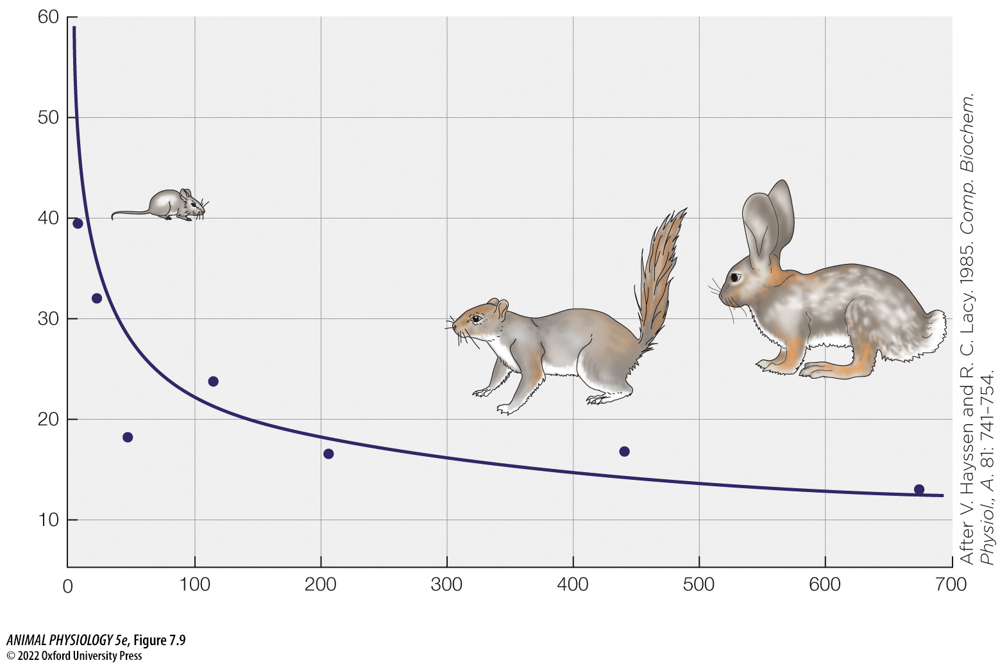 60
50
40
30
20
10
0 100 200 300 400 500 600 700
After V. Hayssen and R. C. Lacy. 1985. Comp. Biochem.
Physiol., A. 81: 741–754.
ANIMAL PHYSIOLOGY 5e, Figure 7.9
© 2022 Oxford University Press